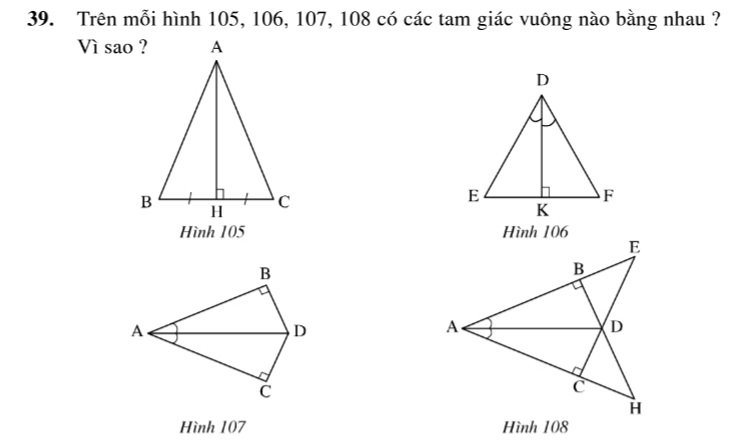 39. Trên mỗi hình 105, 106, 107, 108 có các tam giác vuông nào bằng nhau ?
Vì sao ?
A
B
H
C
Hình 105
D
E
K
F
Hình 106
B
A
D
C
Hình 107
E
B
A
D
C
H
Hình 108